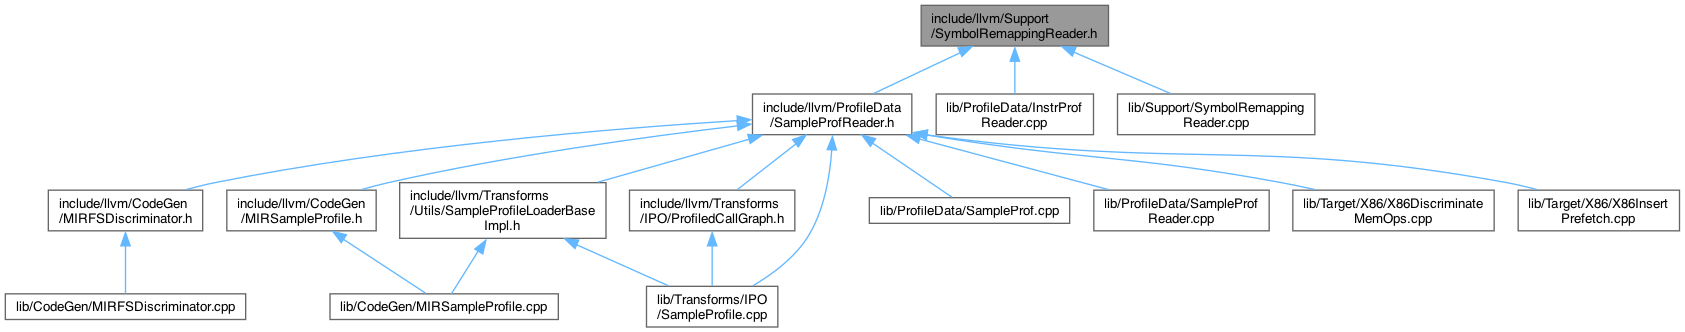 include/llvm/Support
/SymbolRemappingReader.h
include/llvm/ProfileData
/SampleProfReader.h
lib/ProfileData/InstrProf
Reader.cpp
lib/Support/SymbolRemapping
Reader.cpp
include/llvm/CodeGen
/MIRFSDiscriminator.h
include/llvm/CodeGen
/MIRSampleProfile.h
include/llvm/Transforms
/Utils/SampleProfileLoaderBase
Impl.h
include/llvm/Transforms
/IPO/ProfiledCallGraph.h
lib/ProfileData/SampleProf.cpp
lib/ProfileData/SampleProf
Reader.cpp
lib/Target/X86/X86Discriminate
MemOps.cpp
lib/Target/X86/X86Insert
Prefetch.cpp
lib/CodeGen/MIRFSDiscriminator.cpp
lib/CodeGen/MIRSampleProfile.cpp
lib/Transforms/IPO
/SampleProfile.cpp